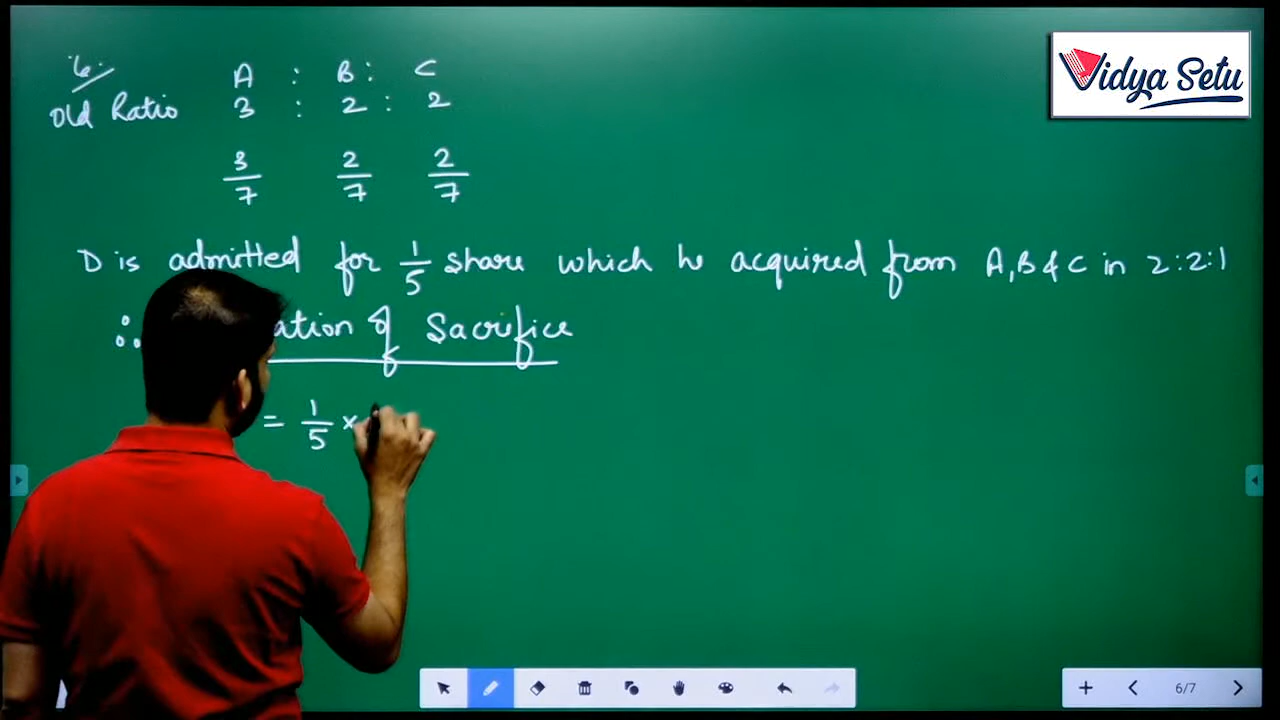 6.
Vidya Setu
A : B : C
Old Ratio 3 : 2 : 2
3/7 2/7 2/7
D is admitted for 1/5 share which he acquired from A, B & C in 2:2:1
∴ ation of Sacrifice
= 1/5 ×
6/7